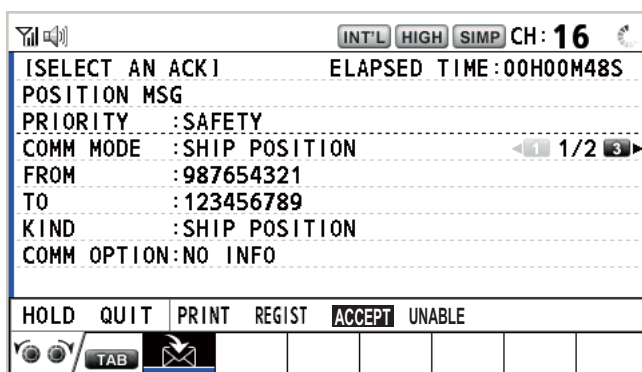 INT'L HIGH SIMP CH: 16
[SELECT AN ACK] ELAPSED TIME:00H00M48S
POSITION MSG
PRIORITY :SAFETY
COMM MODE :SHIP POSITION 1 1/2 3
FROM :987654321
TO :123456789
KIND :SHIP POSITION
COMM OPTION:NO INFO
HOLD QUIT PRINT REGIST ACCEPT UNABLE
TAB